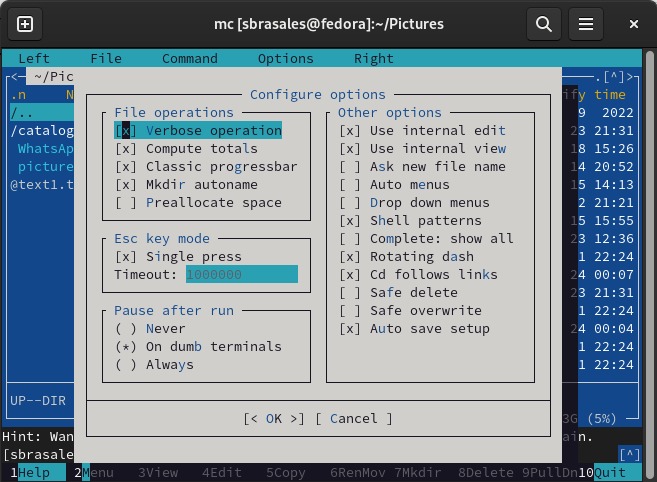 mc [sbrasales@fedora]:~/Pictures
Left File Command Options Right
<— ~/Pic .[^]>
.n N ify time
/.. 9 2022
/catalog 23 21:31
WhatsAp 18 15:26
picture 14 20:52
@text1.t 15 14:13
2 21:21
15 13:55
23 12:36
1 22:24
24 00:07
23 21:31
1 22:24
24 00:04
1 22:24
1 22:24
Configure options
File operations
[x] Verbose operation
[x] Compute totals
[x] Classic progressbar
[x] Mkdir autoname
[ ] Preallocate space
Esc key mode
[x] Single press
Timeout: 1000000
Pause after run
( ) Never
(*) On dumb terminals
( ) Always
Other options
[x] Use internal edit
[x] Use internal view
[ ] Ask new file name
[ ] Auto menus
[ ] Drop down menus
[x] Shell patterns
[ ] Complete: show all
[x] Rotating dash
[x] Cd follows links
[ ] Safe delete
[ ] Safe overwrite
[x] Auto save setup
[< OK >] [ Cancel ]
UP--DIR
3G (5%)
Hint: Wan ain.
[sbrasale [^]
1Help 2Menu 3View 4Edit 5Copy 6RenMov 7Mkdir 8Delete 9PullDn 10Quit